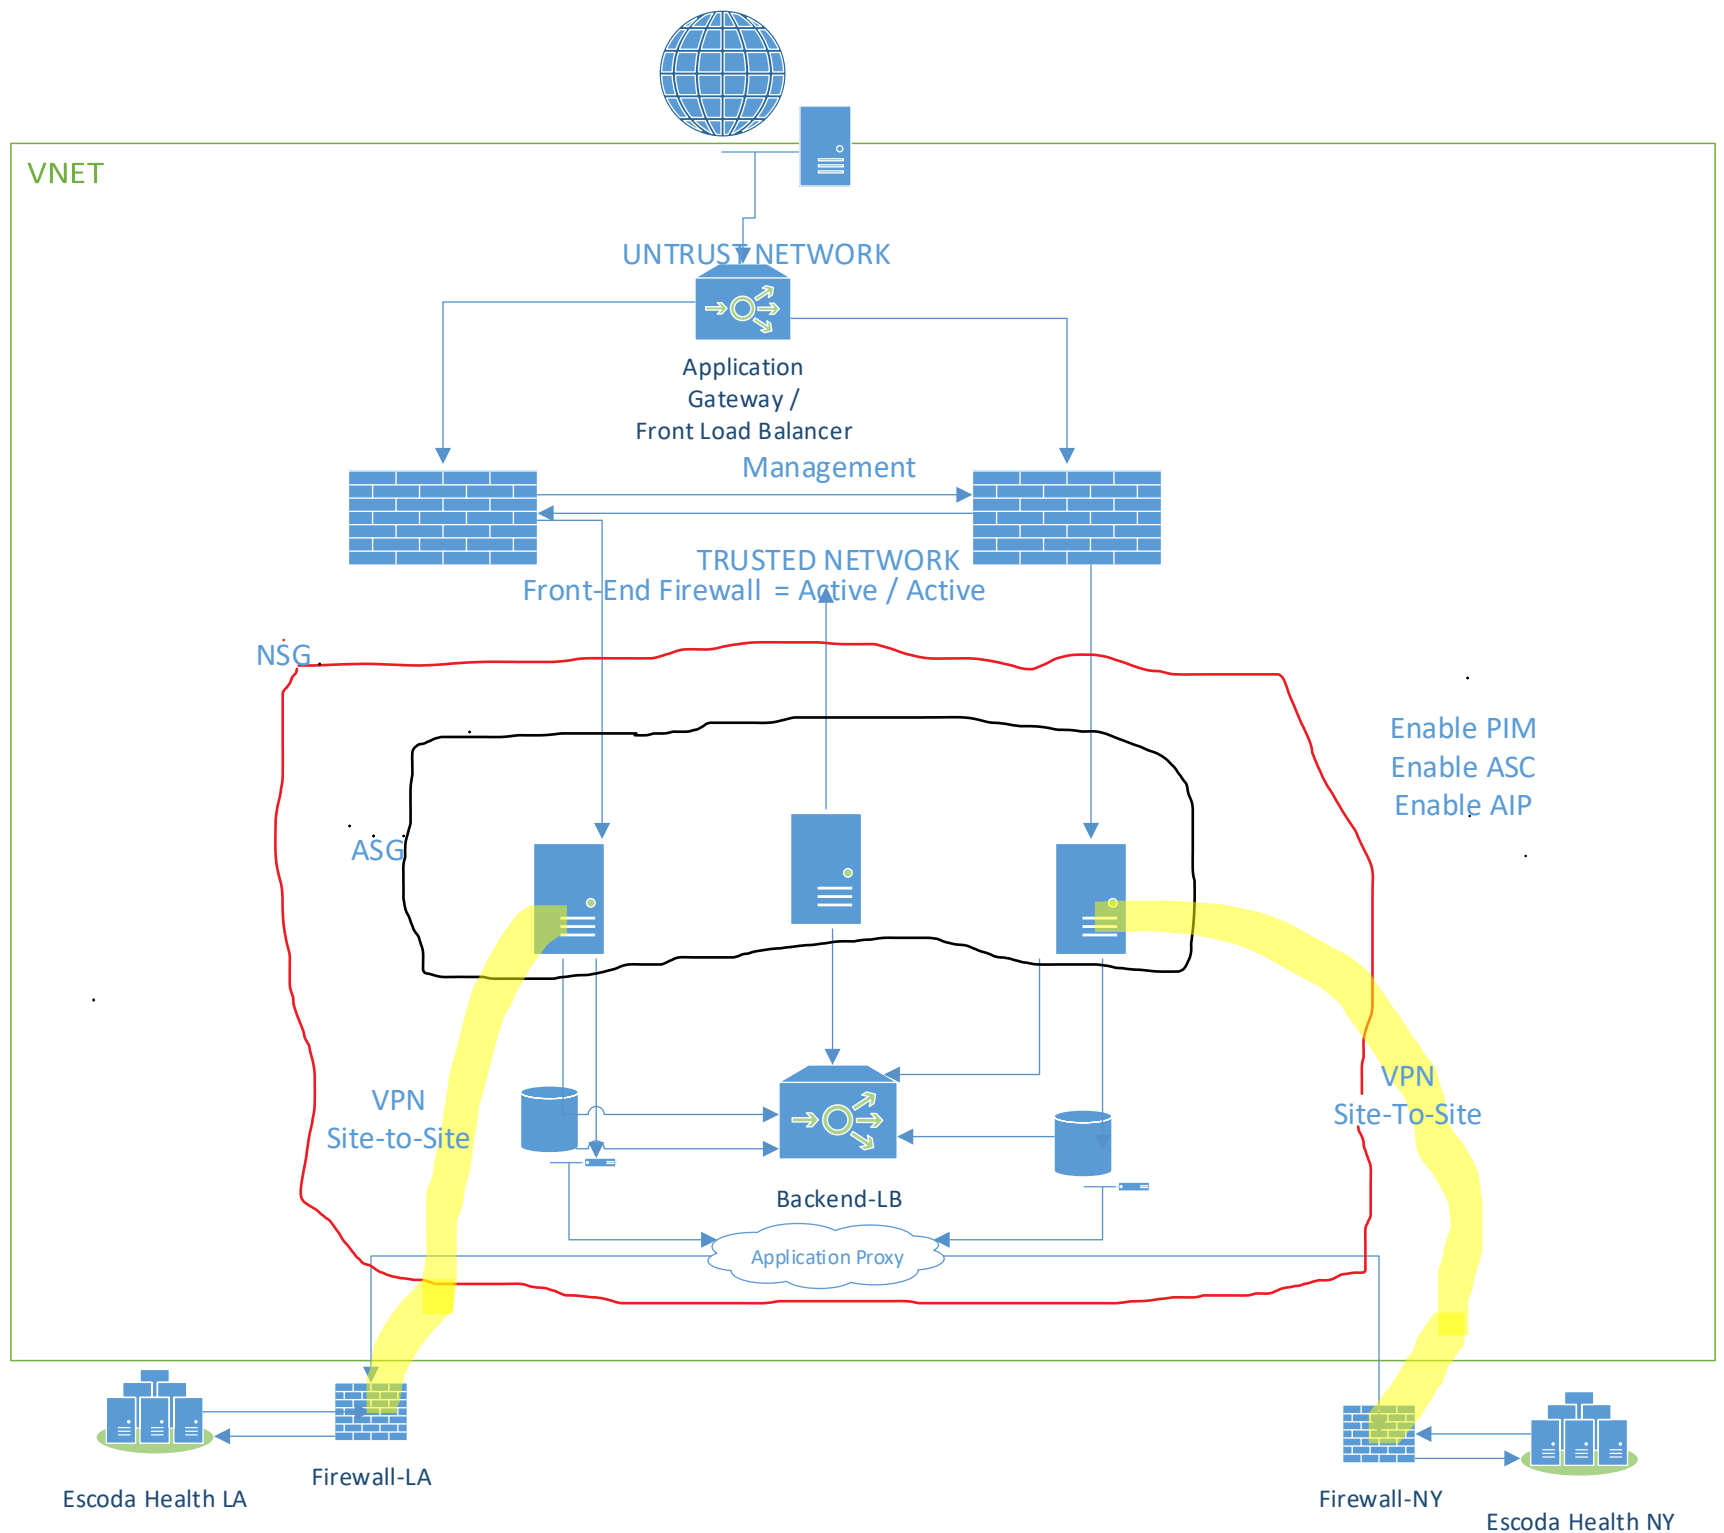 VNET
UNTRUST NETWORK
Application
Gateway /
Front Load Balancer
Management
TRUSTED NETWORK
Front-End Firewall = Active / Active
NSG
Enable PIM
Enable ASC
Enable AIP
ASG
VPN
Site-to-Site
VPN
Site-To-Site
Backend-LB
Application Proxy
Firewall-LA
Escoda Health LA
Firewall-NY
Escoda Health NY